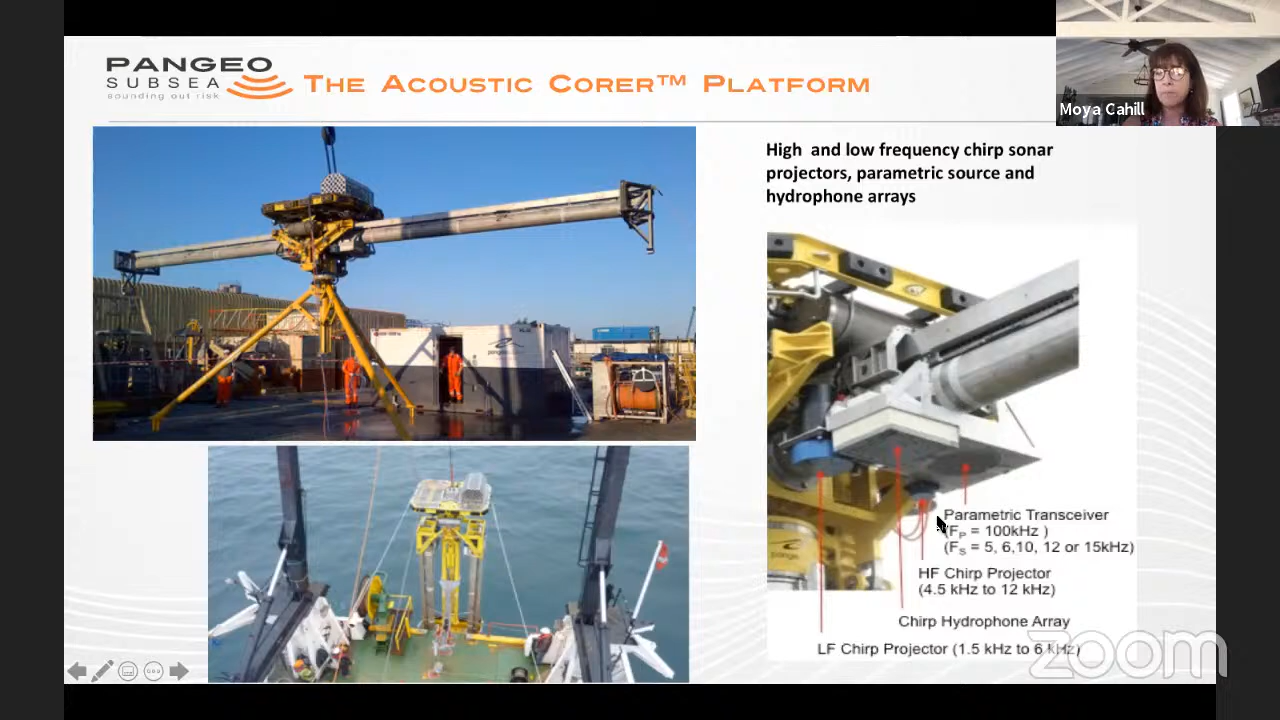 PANGEO
SUBSEA
sounding out risk
THE ACOUSTIC CORER™ PLATFORM
Moya Cahill
High and low frequency chirp sonar
projectors, parametric source and
hydrophone arrays
Parametric Transceiver
(FP = 100kHz )
(FS = 5, 6,10, 12 or 15kHz)
HF Chirp Projector
(4.5 kHz to 12 kHz)
Chirp Hydrophone Array
LF Chirp Projector (1.5 kHz to 6 kHz)
zoom